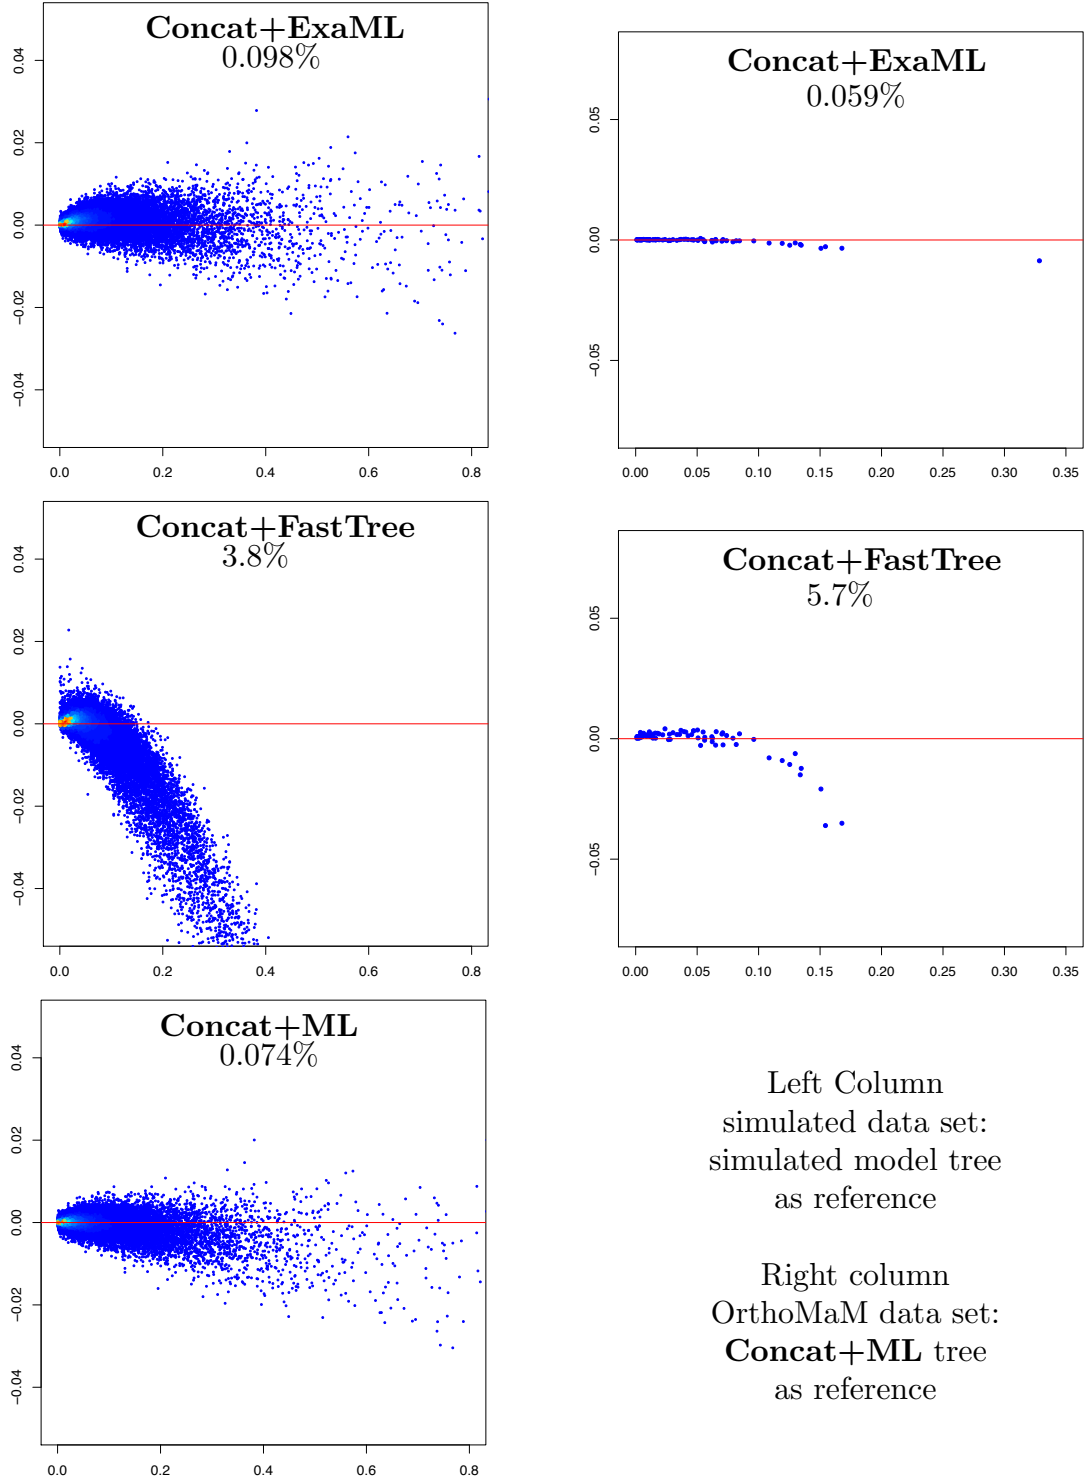 Concat+ExaML
0.098%
0.04
0.02
0.00
−0.02
−0.04
0.0 0.2 0.4 0.6 0.8
Concat+ExaML
0.059%
0.05
0.00
−0.05
0.00 0.05 0.10 0.15 0.20 0.25 0.30 0.35
Concat+FastTree
3.8%
0.04
0.02
0.00
−0.02
−0.04
0.0 0.2 0.4 0.6 0.8
Concat+FastTree
5.7%
0.05
0.00
−0.05
0.00 0.05 0.10 0.15 0.20 0.25 0.30 0.35
Concat+ML
0.074%
0.04
0.02
0.00
−0.02
−0.04
0.0 0.2 0.4 0.6 0.8
Left Column
simulated data set:
simulated model tree
as reference
Right column
OrthoMaM data set:
Concat+ML tree
as reference